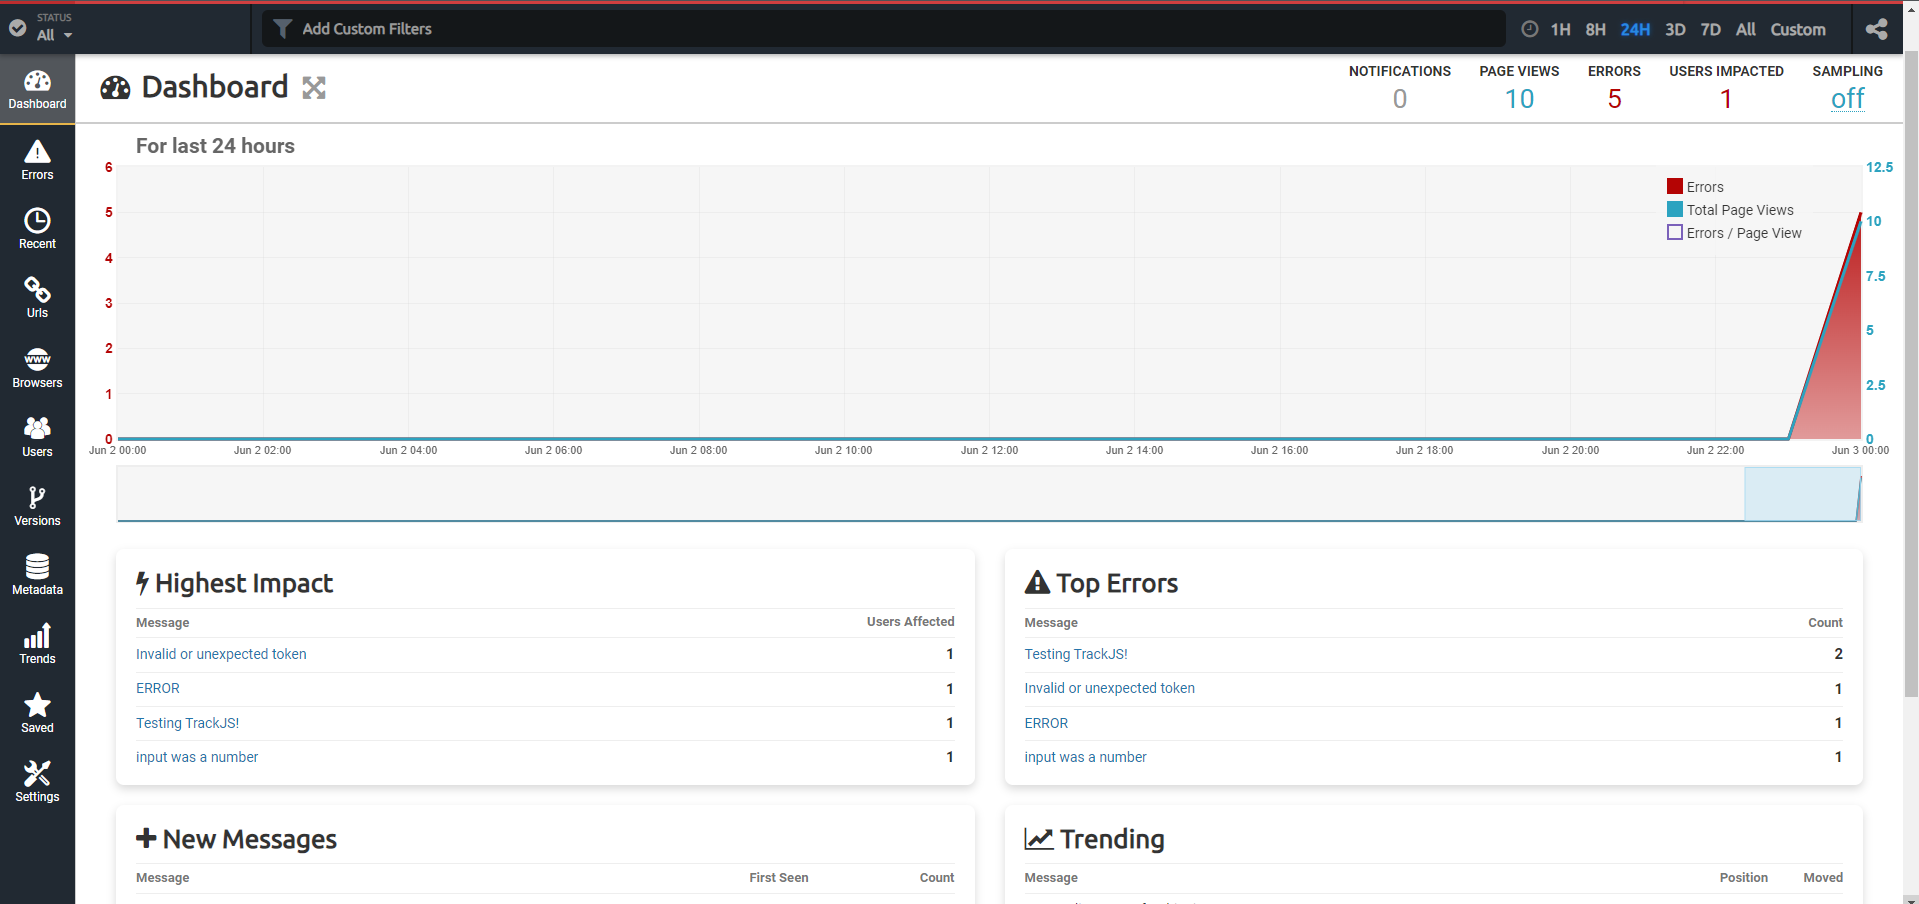 STATUS
All
Add Custom Filters
1H 8H 24H 3D 7D All Custom
Dashboard
Errors
Recent
Urls
www
Browsers
Users
Versions
Metadata
Trends
Saved
Settings
Dashboard
NOTIFICATIONS
0
PAGE VIEWS
10
ERRORS
5
USERS IMPACTED
1
SAMPLING
off
For last 24 hours
6
5
4
3
2
1
0
12.5
10
7.5
5
2.5
0
Errors
Total Page Views
Errors / Page View
Jun 2 00:00 Jun 2 02:00 Jun 2 04:00 Jun 2 06:00 Jun 2 08:00 Jun 2 10:00 Jun 2 12:00 Jun 2 14:00 Jun 2 16:00 Jun 2 18:00 Jun 2 20:00 Jun 2 22:00 Jun 3 00:00
Highest Impact
Message Users Affected
Invalid or unexpected token 1
ERROR 1
Testing TrackJS! 1
input was a number 1
Top Errors
Message Count
Testing TrackJS! 2
Invalid or unexpected token 1
ERROR 1
input was a number 1
New Messages
Message First Seen Count
Trending
Message Position Moved